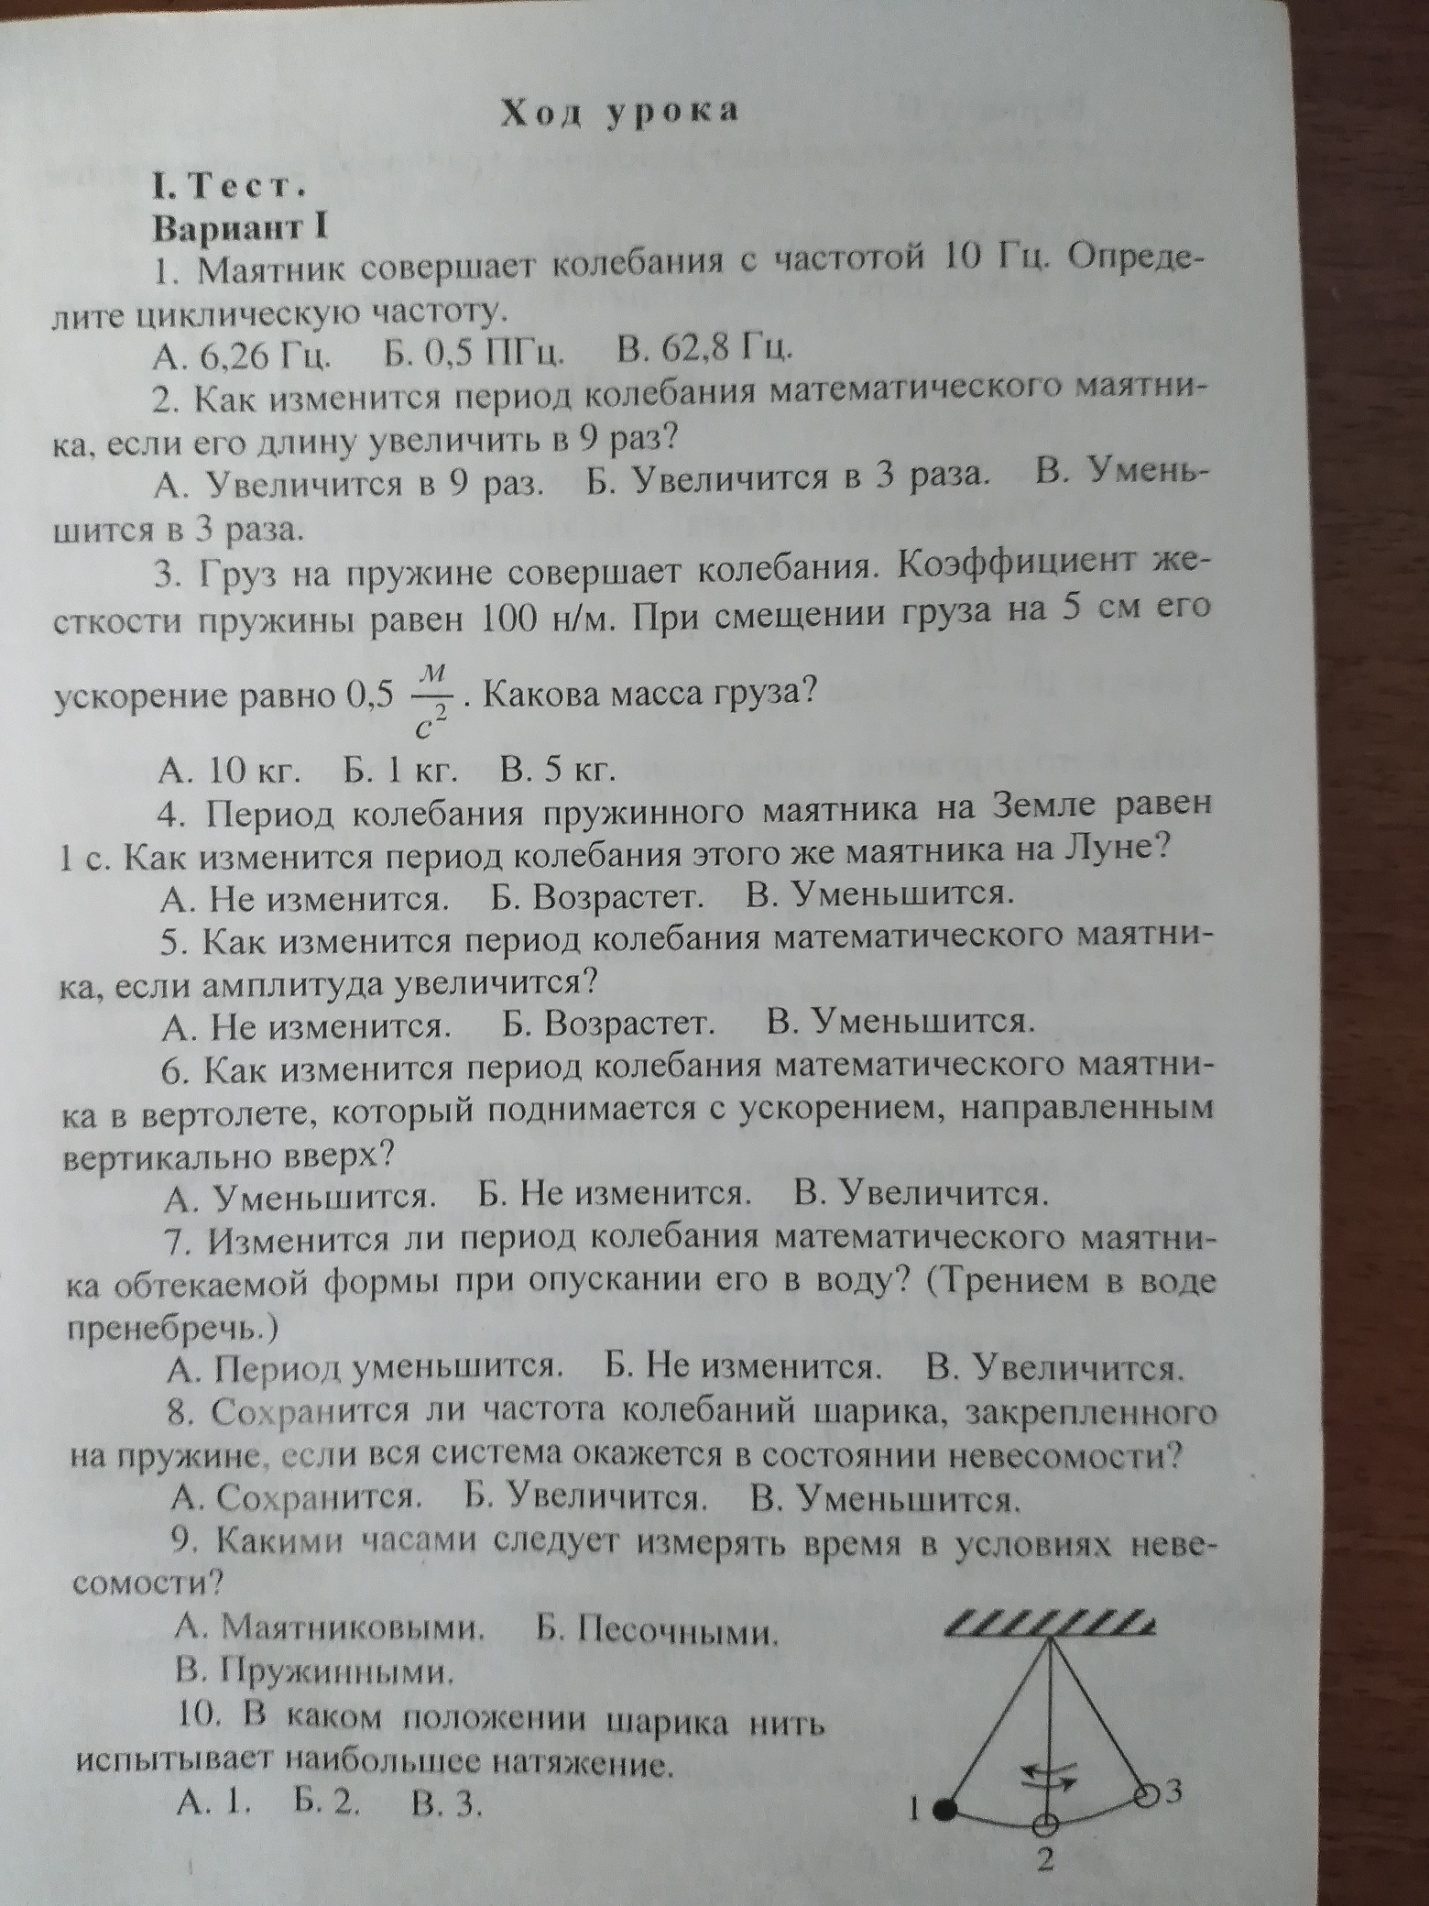 Ход урока
I. Тест.
Вариант I
1. Маятник совершает колебания с частотой 10 Гц. Опреде-
лите циклическую частоту.
А. 6,26 Гц. Б. 0,5 ПГц. В. 62,8 Гц.
2. Как изменится период колебания математического маятни-
ка, если его длину увеличить в 9 раз?
А. Увеличится в 9 раз. Б. Увеличится в 3 раза. В. Умень-
шится в 3 раза.
3. Груз на пружине совершает колебания. Коэффициент же-
сткости пружины равен 100 н/м. При смещении груза на 5 см его
ускорение равно 0,5 м/с². Какова масса груза?
А. 10 кг. Б. 1 кг. В. 5 кг.
4. Период колебания пружинного маятника на Земле равен
1 с. Как изменится период колебания этого же маятника на Луне?
А. Не изменится. Б. Возрастет. В. Уменьшится.
5. Как изменится период колебания математического маятни-
ка, если амплитуда увеличится?
А. Не изменится. Б. Возрастет. В. Уменьшится.
6. Как изменится период колебания математического маятни-
ка в вертолете, который поднимается с ускорением, направленным
вертикально вверх?
А. Уменьшится. Б. Не изменится. В. Увеличится.
7. Изменится ли период колебания математического маятни-
ка обтекаемой формы при опускании его в воду? (Трением в воде
пренебречь.)
А. Период уменьшится. Б. Не изменится. В. Увеличится.
8. Сохранится ли частота колебаний шарика, закрепленного
на пружине, если вся система окажется в состоянии невесомости?
А. Сохранится. Б. Увеличится. В. Уменьшится.
9. Какими часами следует измерять время в условиях неве-
сомости?
А. Маятниковыми. Б. Песочными.
В. Пружинными.
10. В каком положении шарика нить
испытывает наибольшее натяжение.
А. 1. Б. 2. В. 3.
1
3
2